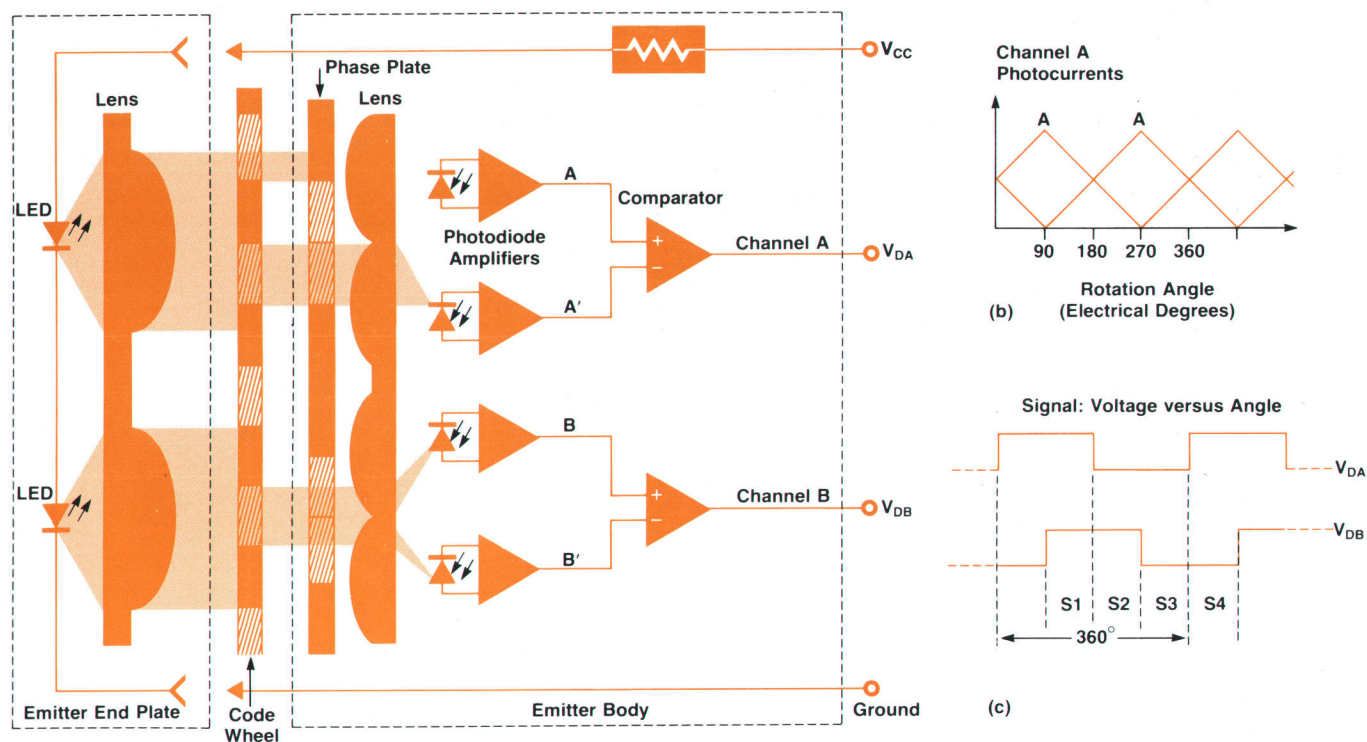 V_CC
Phase Plate
Lens
Lens
LED
A
Comparator
+
−
Channel A
V_DA
Photodiode
Amplifiers
A′
B
LED
+
−
Channel B
V_DB
B′
Emitter End Plate
Code
Wheel
Emitter Body
Ground
Channel A
Photocurrents
A
A
90 180 270 360
Rotation Angle
(b) (Electrical Degrees)
Signal: Voltage versus Angle
V_DA
V_DB
S1 S2 S3 S4
360°
(c)